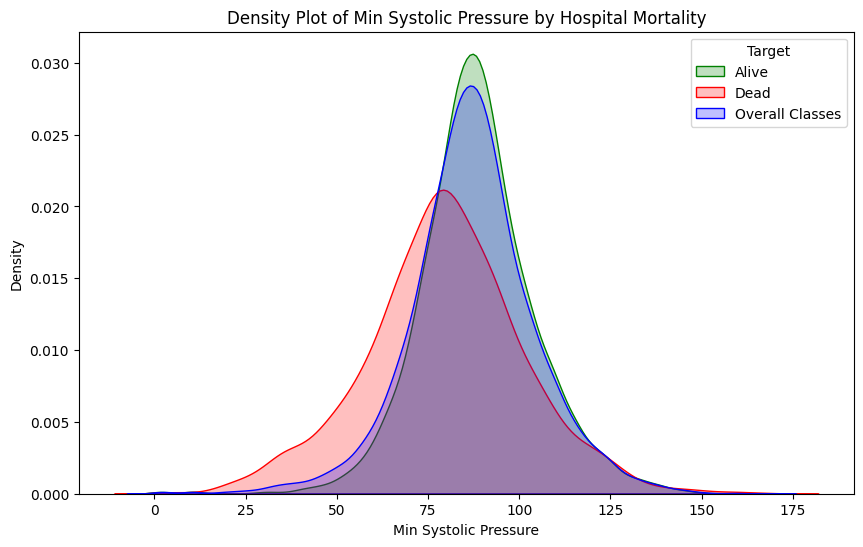 Density Plot of Min Systolic Pressure by Hospital Mortality
Target
Alive
Dead
Overall Classes
Density
0.030
0.025
0.020
0.015
0.010
0.005
0.000
0
25
50
75
100
125
150
175
Min Systolic Pressure